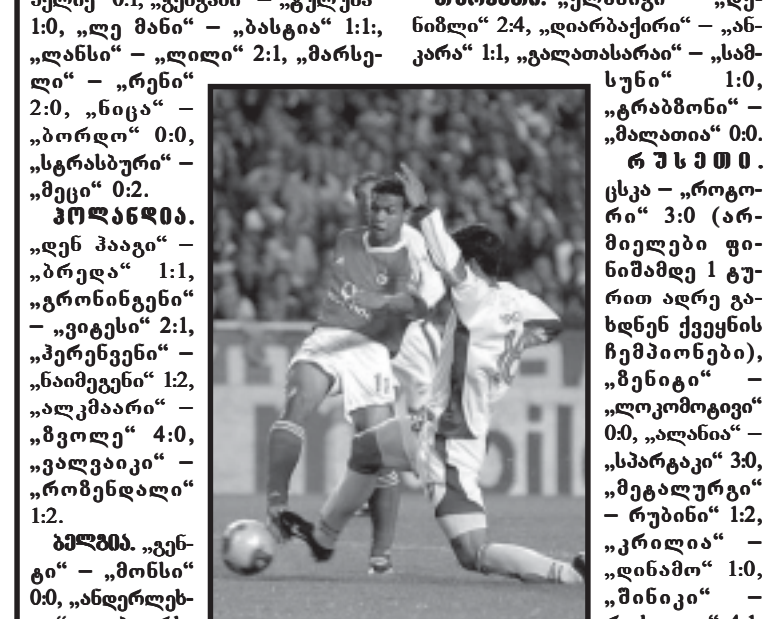 1:0, „ლე მანი“ – „ბასტია“ 1:1:,
„ლანსი“ – „ლილი“ 2:1, „მარსე-
ლი“ – „რენი“
2:0, „ნიცა“ –
„ბორდო“ 0:0,
„სტრასბური“ –
„მეცი“ 0:2.
ჰოლანდია.
„დენ ჰააგი“ –
„ბრედა“ 1:1,
„გრონინგენი“
– „ვიტესი“ 2:1,
„ჰერენვენი“ –
„ნაიმეგენი“ 1:2,
„ალკმაარი“ –
„ზვოლე“ 4:0,
„ვალვაიკი“ –
„როზენდალი“
1:2.
ბელგია. „გენ-
ტი“ – „მონსი“
0:0, „ანდერლეხ-
ნიზლი“ 2:4, „დიარბაქირი“ – „ან-
კარა“ 1:1, „გალათასარაი“ – „სამ-
სუნი“ 1:0,
„ტრაბზონი“ –
„მალათია“ 0:0.
რუსეთი.
ცსკა – „როტო-
რი“ 3:0 (არ-
მიელები ფი-
ნიშამდე 1 ტუ-
რით ადრე გა-
ხდნენ ქვეყნის
ჩემპიონები),
„ზენიტი“ –
„ლოკომოტივი“
0:0, „ალანია“ –
„სპარტაკი“ 3:0,
„მეტალურგი“
– რუბინი“ 1:2,
„კრილია“ –
„დინამო“ 1:0,
„შინიკი“ –